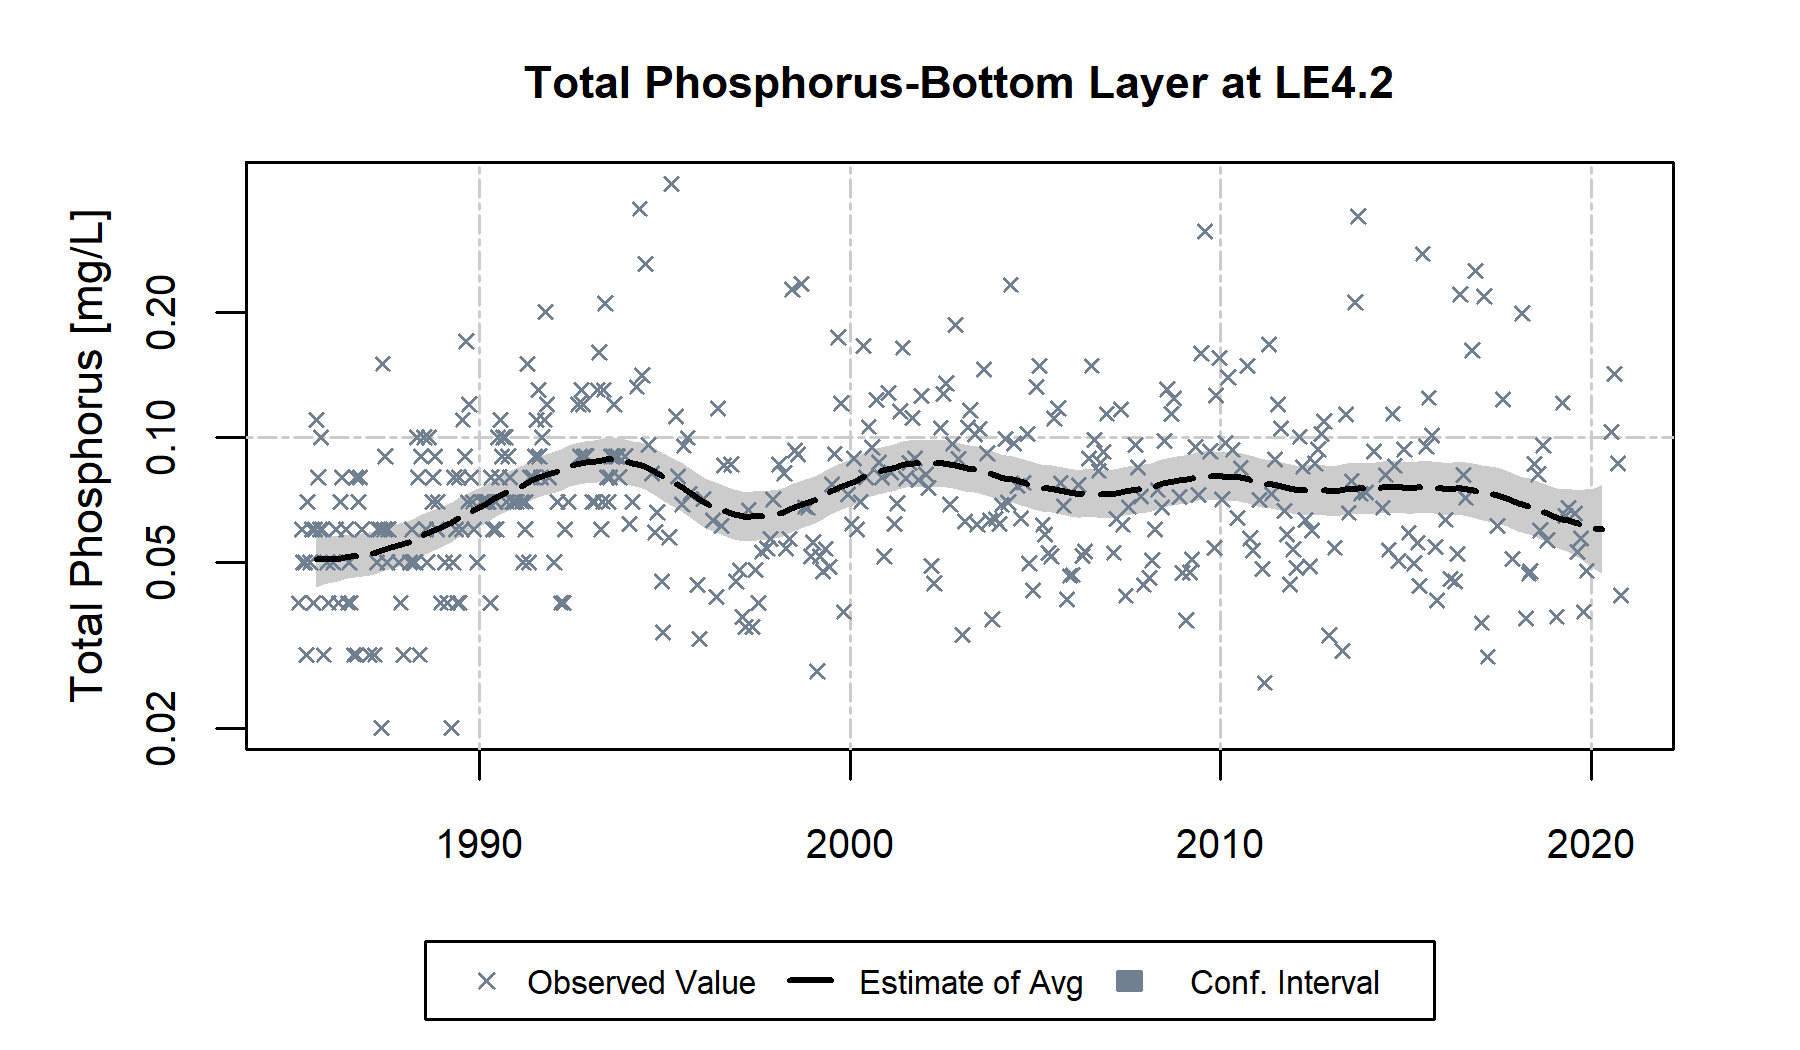 Total Phosphorus-Bottom Layer at LE4.2
Total Phosphorus [mg/L]
0.20
0.10
0.05
0.02
1990 2000 2010 2020
Observed Value Estimate of Avg Conf. Interval